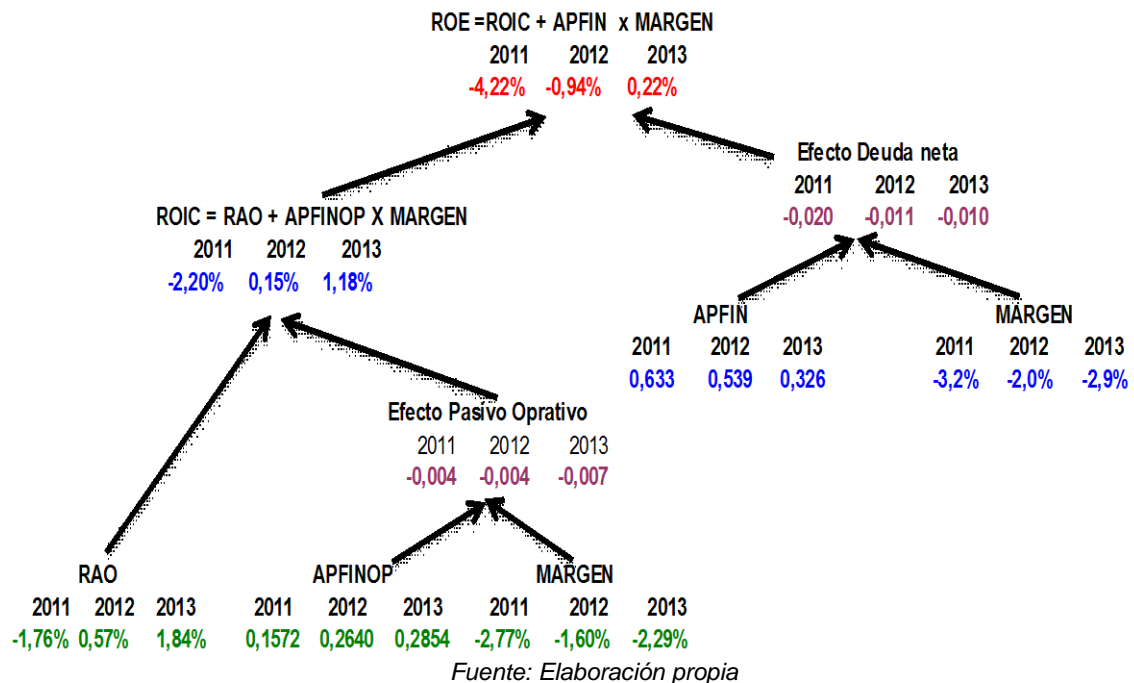 ROE =ROIC + APFIN x MARGEN
2011 2012 2013
-4,22% -0,94% 0,22%
Efecto Deuda neta
2011 2012 2013
-0,020 -0,011 -0,010
ROIC = RAO + APFINOP X MARGEN
2011 2012 2013
-2,20% 0,15% 1,18%
APFIN MARGEN
2011 2012 2013 2011 2012 2013
0,633 0,539 0,326 -3,2% -2,0% -2,9%
Efecto Pasivo Oprativo
2011 2012 2013
-0,004 -0,004 -0,007
RAO APFINOP MARGEN
2011 2012 2013 2011 2012 2013 2011 2012 2013
-1,76% 0,57% 1,84% 0,1572 0,2640 0,2854 -2,77% -1,60% -2,29%
Fuente: Elaboración propia